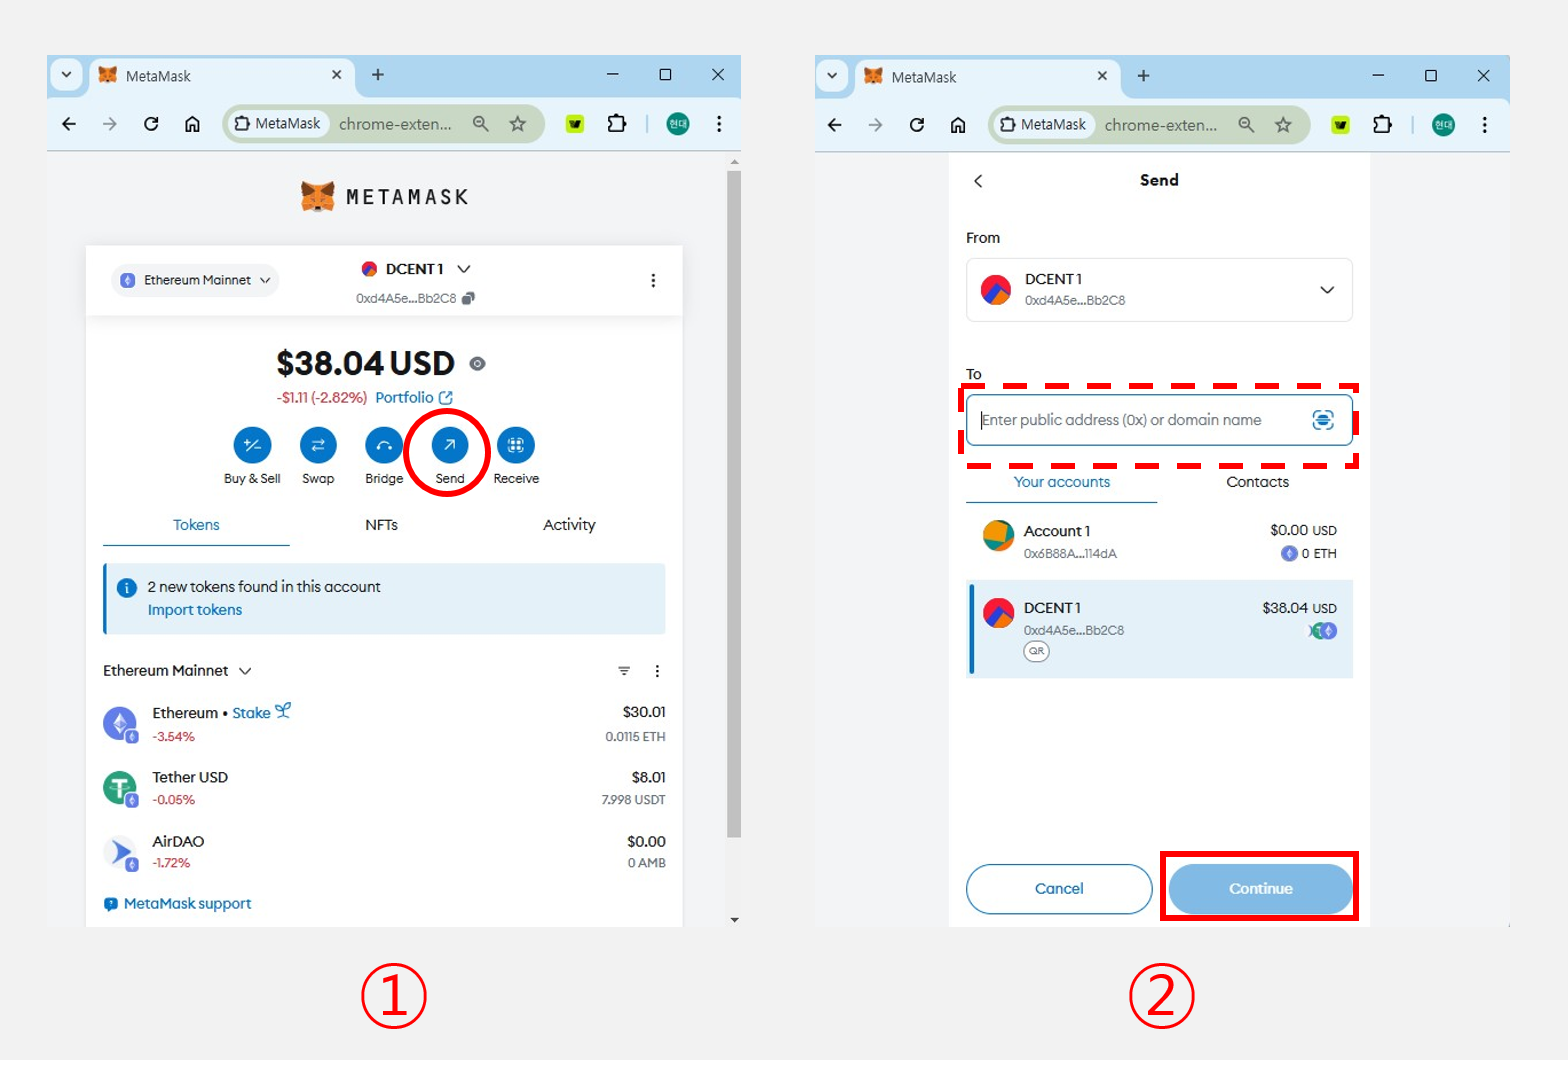 MetaMask
MetaMask chrome-exten... 현대
METAMASK
Ethereum Mainnet
DCENT 1
0xd4A5e...Bb2C8
$38.04 USD
-$1.11 (-2.82%) Portfolio
Buy & Sell Swap Bridge Send Receive
Tokens NFTs Activity
2 new tokens found in this account
Import tokens
Ethereum Mainnet
Ethereum • Stake $30.01
-3.54% 0.0115 ETH
Tether USD $8.01
-0.05% 7.998 USDT
AirDAO $0.00
-1.72% 0 AMB
MetaMask support
①
MetaMask
MetaMask chrome-exten... 현대
Send
From
DCENT 1
0xd4A5e...Bb2C8
To
Enter public address (0x) or domain name
Your accounts Contacts
Account 1 $0.00 USD
0x6B88A...114dA 0 ETH
DCENT 1 $38.04 USD
0xd4A5e...Bb2C8
QR
Cancel Continue
②